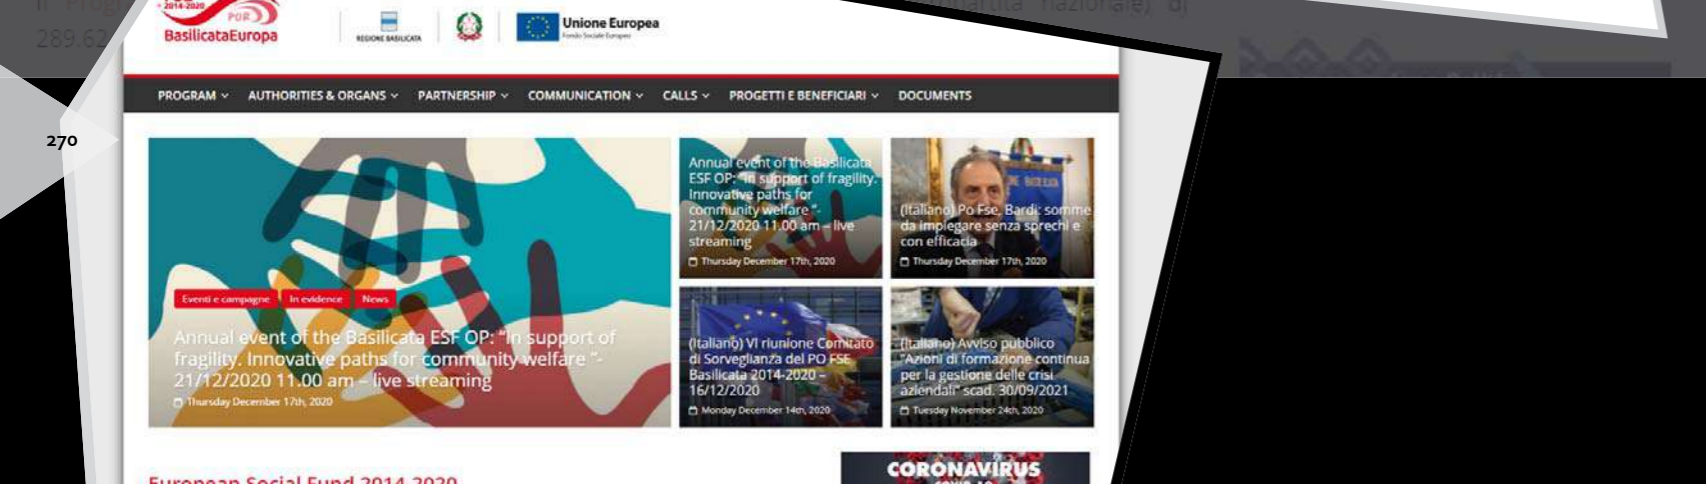 289.62
270
2014-2020
POR
BasilicataEuropa
REGIONE BASILICATA
Unione Europea
Fondo Sociale Europeo
PROGRAM
AUTHORITIES & ORGANS
PARTNERSHIP
COMMUNICATION
CALLS
PROGETTI E BENEFICIARI
DOCUMENTS
Eventi e campagne
In evidence
News
Annual event of the Basilicata ESF OP: “In support of
fragility. Innovative paths for community welfare “-
21/12/2020 11.00 am – live streaming
Thursday December 17th, 2020
Annual event of the Basilicata
ESF OP: “In support of fragility.
Innovative paths for
community welfare “-
21/12/2020 11.00 am – live
streaming
Thursday December 17th, 2020
(Italiano) Po Fse, Bardi: somme
da impiegare senza sprechi e
con efficacia
Thursday December 17th, 2020
(Italiano) VI riunione Comitato
di Sorveglianza del PO FSE
Basilicata 2014-2020 –
16/12/2020
Monday December 14th, 2020
(Italiano) Avviso pubblico
“Azioni di formazione continua
per la gestione delle crisi
aziendali” scad. 30/09/2021
Tuesday November 24th, 2020
European Social Fund 2014-2020
CORONAVIRUS